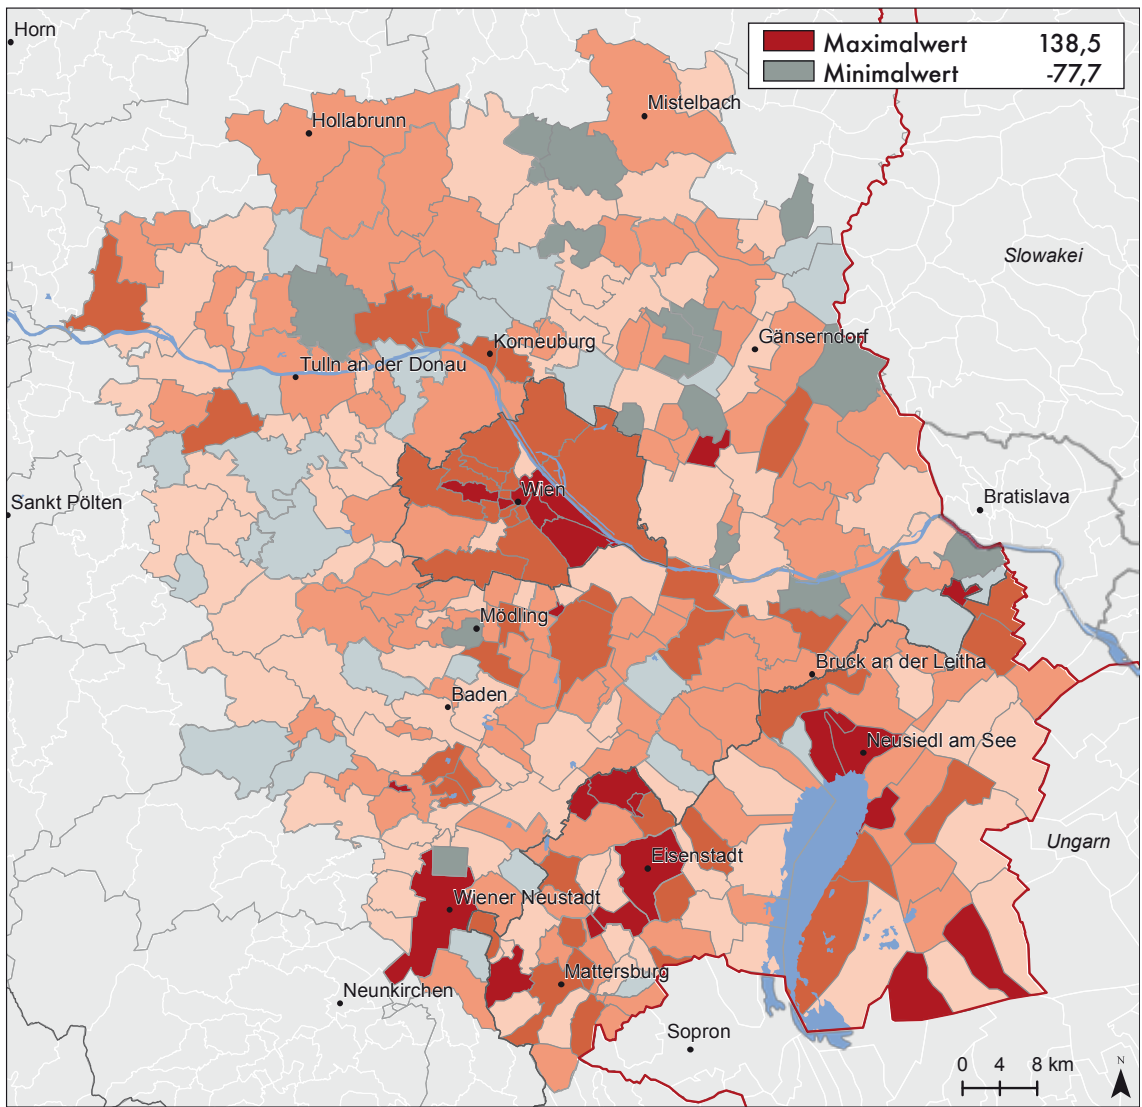 Horn
Maximalwert 138,5
Minimalwert -77,7
Mistelbach
Hollabrunn
Slowakei
Korneuburg
Gänserndorf
Tulln an der Donau
Wien
Bratislava
Sankt Pölten
Mödling
Bruck an der Leitha
Baden
Neusiedl am See
Ungarn
Eisenstadt
Wiener Neustadt
Mattersburg
Neunkirchen
Sopron
0 4 8 km
N